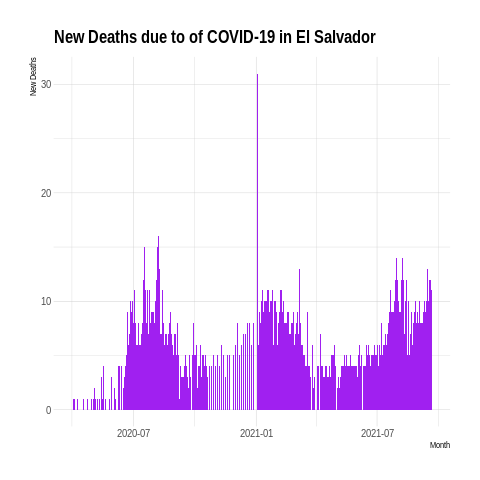 New Deaths due to of COVID-19 in El Salvador
New Deaths
30
20
10
0
2020-07
2021-01
2021-07
Month